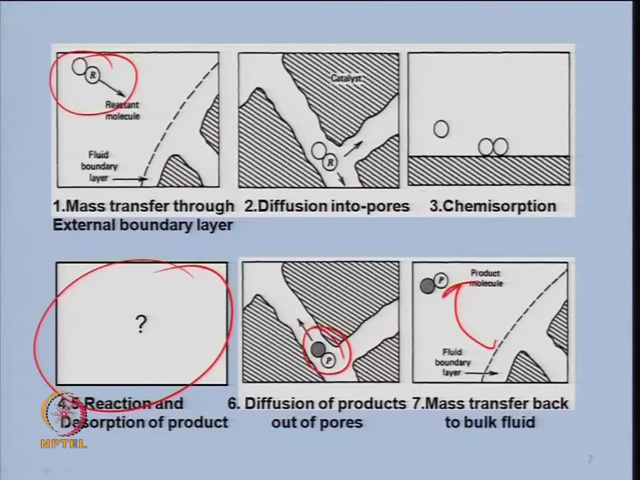 R
Reactant
molecule
Fluid
boundary
layer
1.Mass transfer through
External boundary layer
Catalyst
R
2.Diffusion into-pores
3.Chemisorption
?
4,5 Reaction and
Desorption of product
P
6. Diffusion of products
out of pores
P
Product
molecule
Fluid
boundary
layer
7.Mass transfer back
to bulk fluid
NPTEL
7